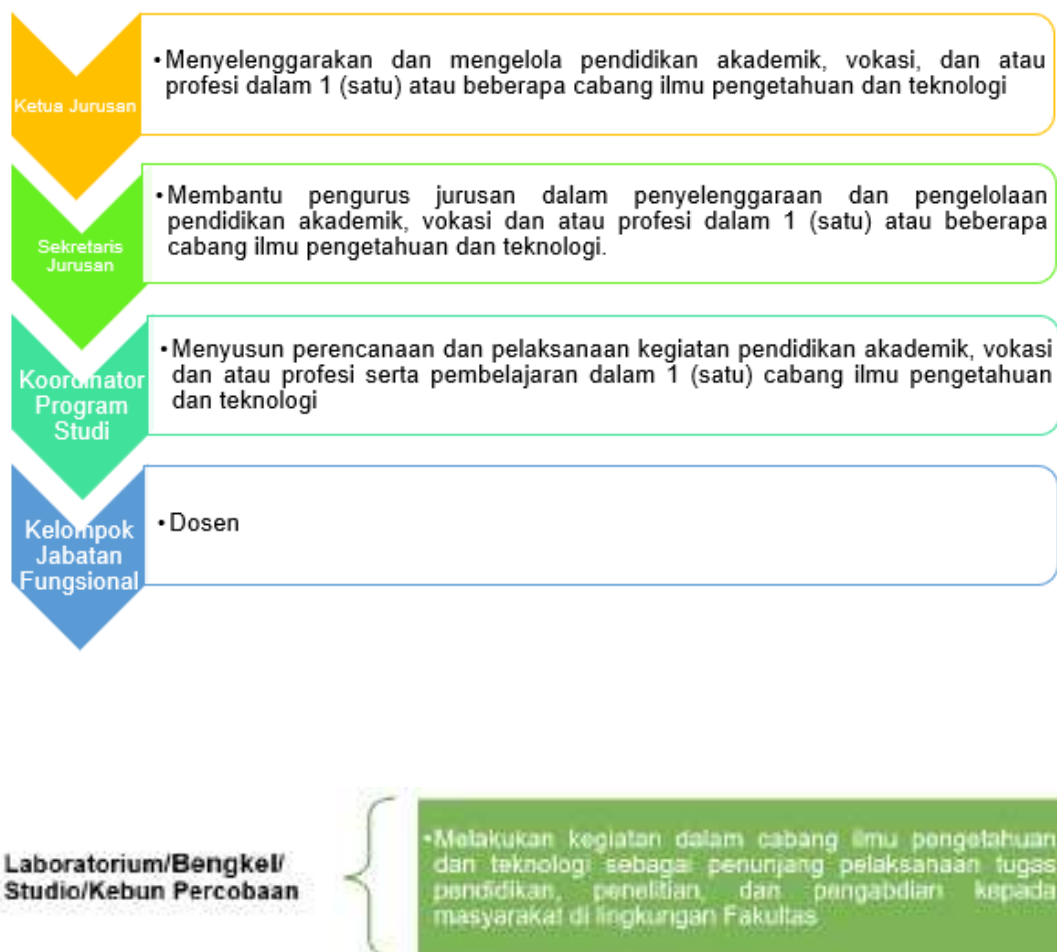 Ketua Jurusan
•Menyelenggarakan dan mengelola pendidikan akademik, vokasi, dan atau
profesi dalam 1 (satu) atau beberapa cabang ilmu pengetahuan dan teknologi
Sekretaris
Jurusan
•Membantu pengurus jurusan dalam penyelenggaraan dan pengelolaan
pendidikan akademik, vokasi dan atau profesi dalam 1 (satu) atau beberapa
cabang ilmu pengetahuan dan teknologi.
Koordinator
Program
Studi
•Menyusun perencanaan dan pelaksanaan kegiatan pendidikan akademik, vokasi
dan atau profesi serta pembelajaran dalam 1 (satu) cabang ilmu pengetahuan
dan teknologi
Kelompok
Jabatan
Fungsional
•Dosen
Laboratorium/Bengkel/
Studio/Kebun Percobaan
•Melakukan kegiatan dalam cabang ilmu pengetahuan
dan teknologi sebagai penunjang pelaksanaan tugas
pendidikan, penelitian, dan pengabdian kepada
masyarakat di lingkungan Fakultas